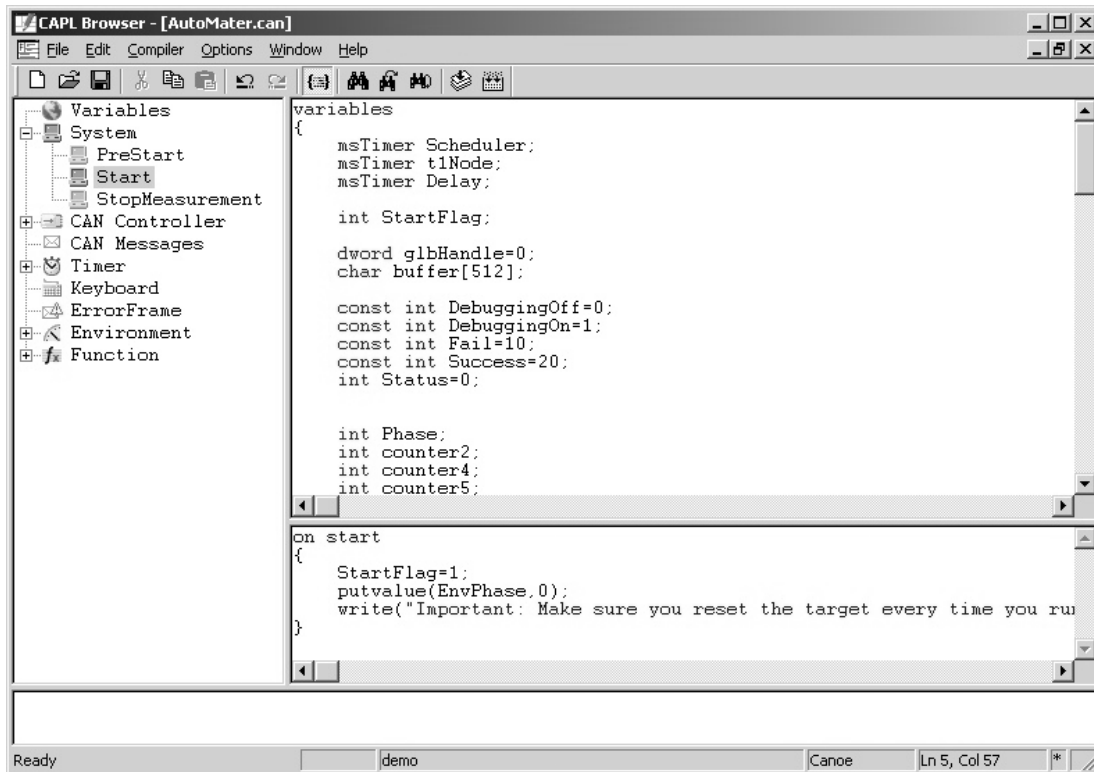 CAPL Browser - [AutoMater.can]
File Edit Compiler Options Window Help
Variables
System
PreStart
Start
StopMeasurement
CAN Controller
CAN Messages
Timer
Keyboard
ErrorFrame
Environment
Function
variables
{
msTimer Scheduler;
msTimer t1Node;
msTimer Delay;
int StartFlag;
dword glbHandle=0;
char buffer[512];
const int DebuggingOff=0;
const int DebuggingOn=1;
const int Fail=10;
const int Success=20;
int Status=0;
int Phase;
int counter2;
int counter4;
int counter5;
on start
{
StartFlag=1;
putvalue(EnvPhase,0);
write("Important: Make sure you reset the target every time you
}
Ready demo Canoe Ln 5, Col 57 *